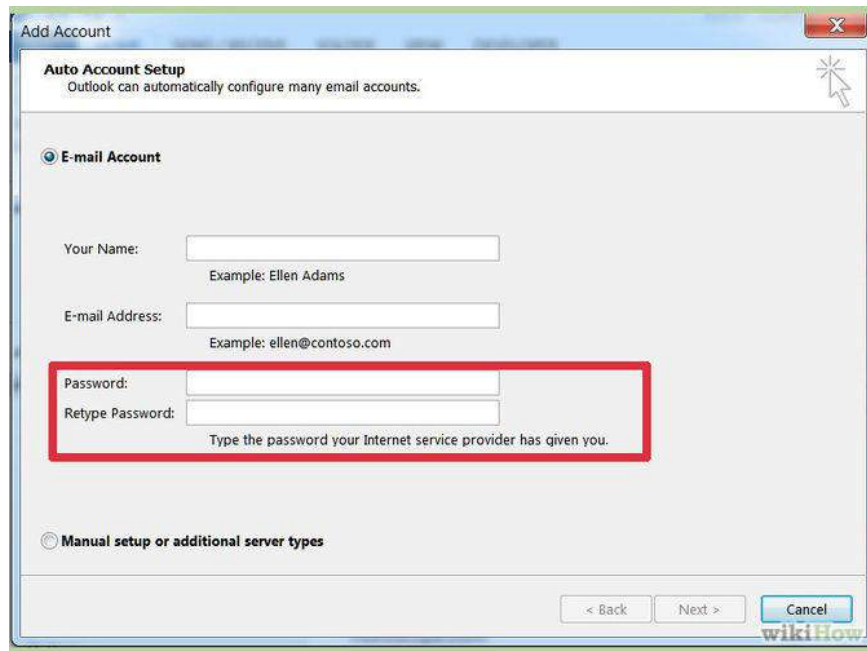 Add Account
Auto Account Setup
Outlook can automatically configure many email accounts.
E-mail Account
Your Name:
Example: Ellen Adams
E-mail Address:
Example: ellen@contoso.com
Password:
Retype Password:
Type the password your Internet service provider has given you.
Manual setup or additional server types
< Back Next > Cancel
wikiHow